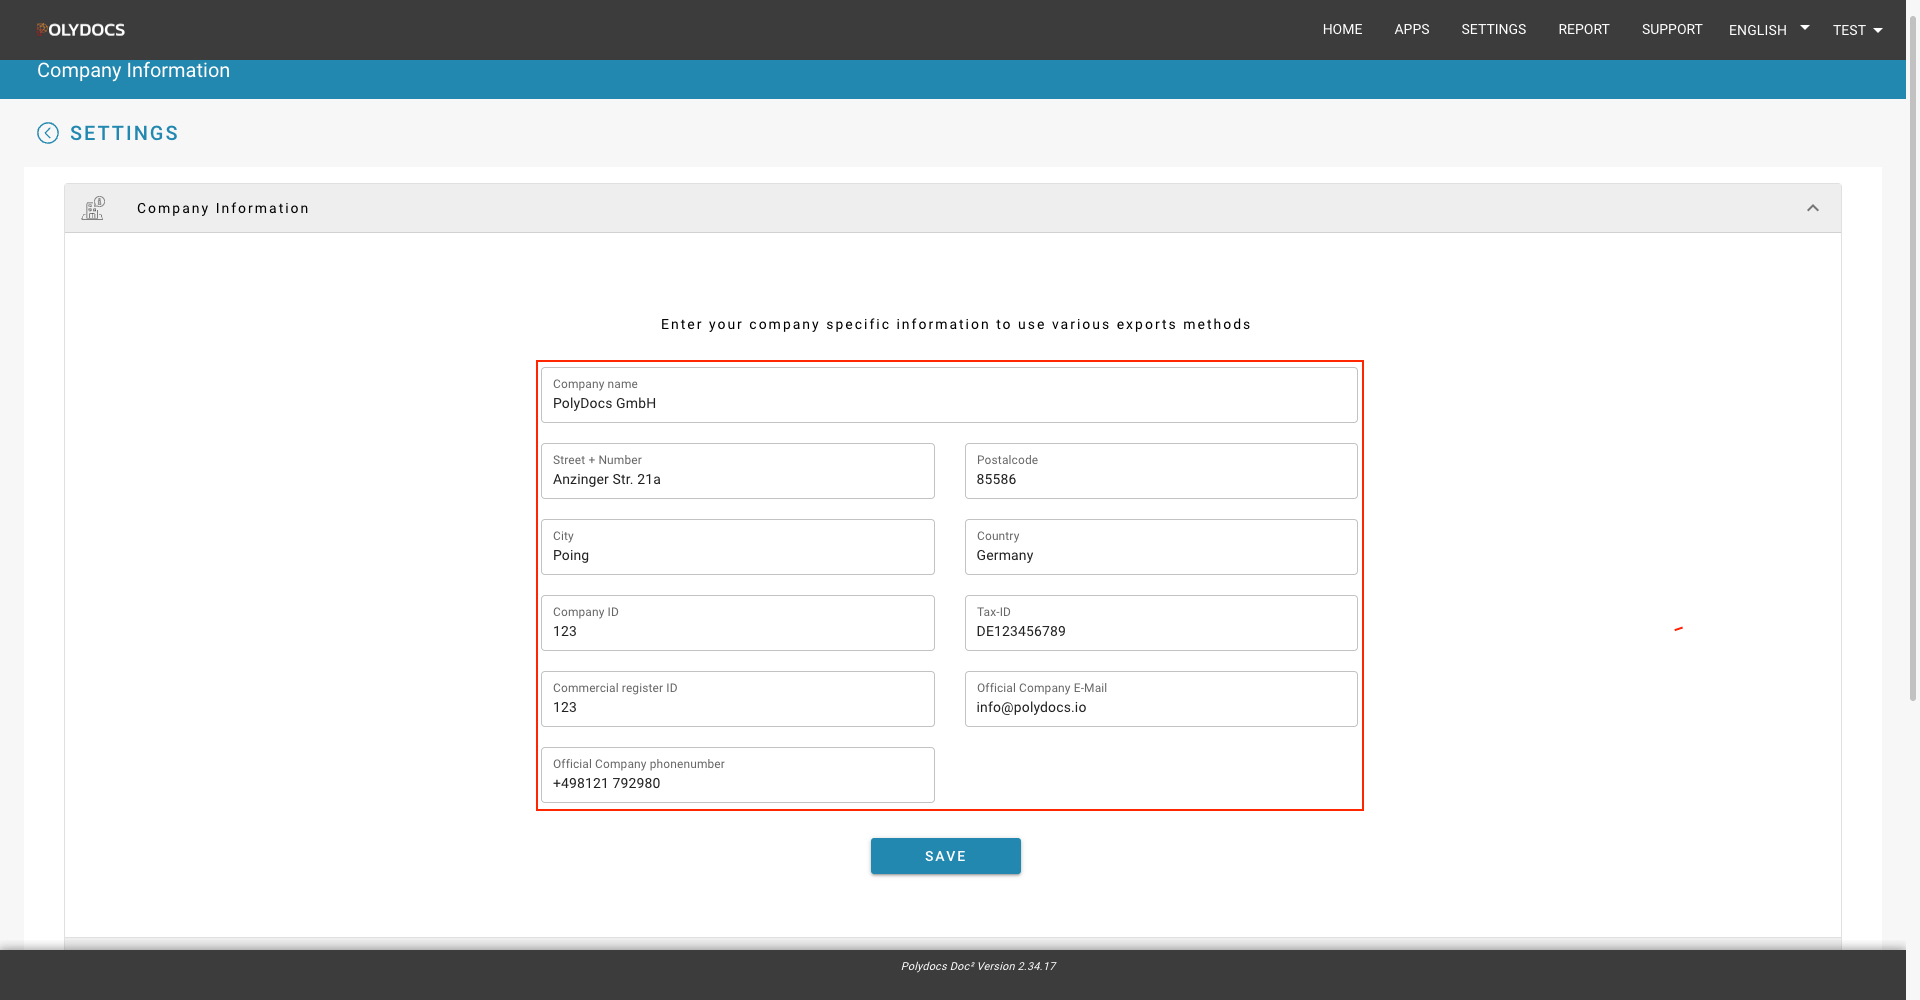 POLYDOCS
HOME APPS SETTINGS REPORT SUPPORT ENGLISH TEST
Company Information
SETTINGS
Company Information
Enter your company specific information to use various exports methods
Company name
PolyDocs GmbH
Street + Number
Anzinger Str. 21a
Postalcode
85586
City
Poing
Country
Germany
Company ID
123
Tax-ID
DE123456789
Commercial register ID
123
Official Company E-Mail
info@polydocs.io
Official Company phonenumber
+498121 792980
SAVE
Polydocs Doc² Version 2.34.17